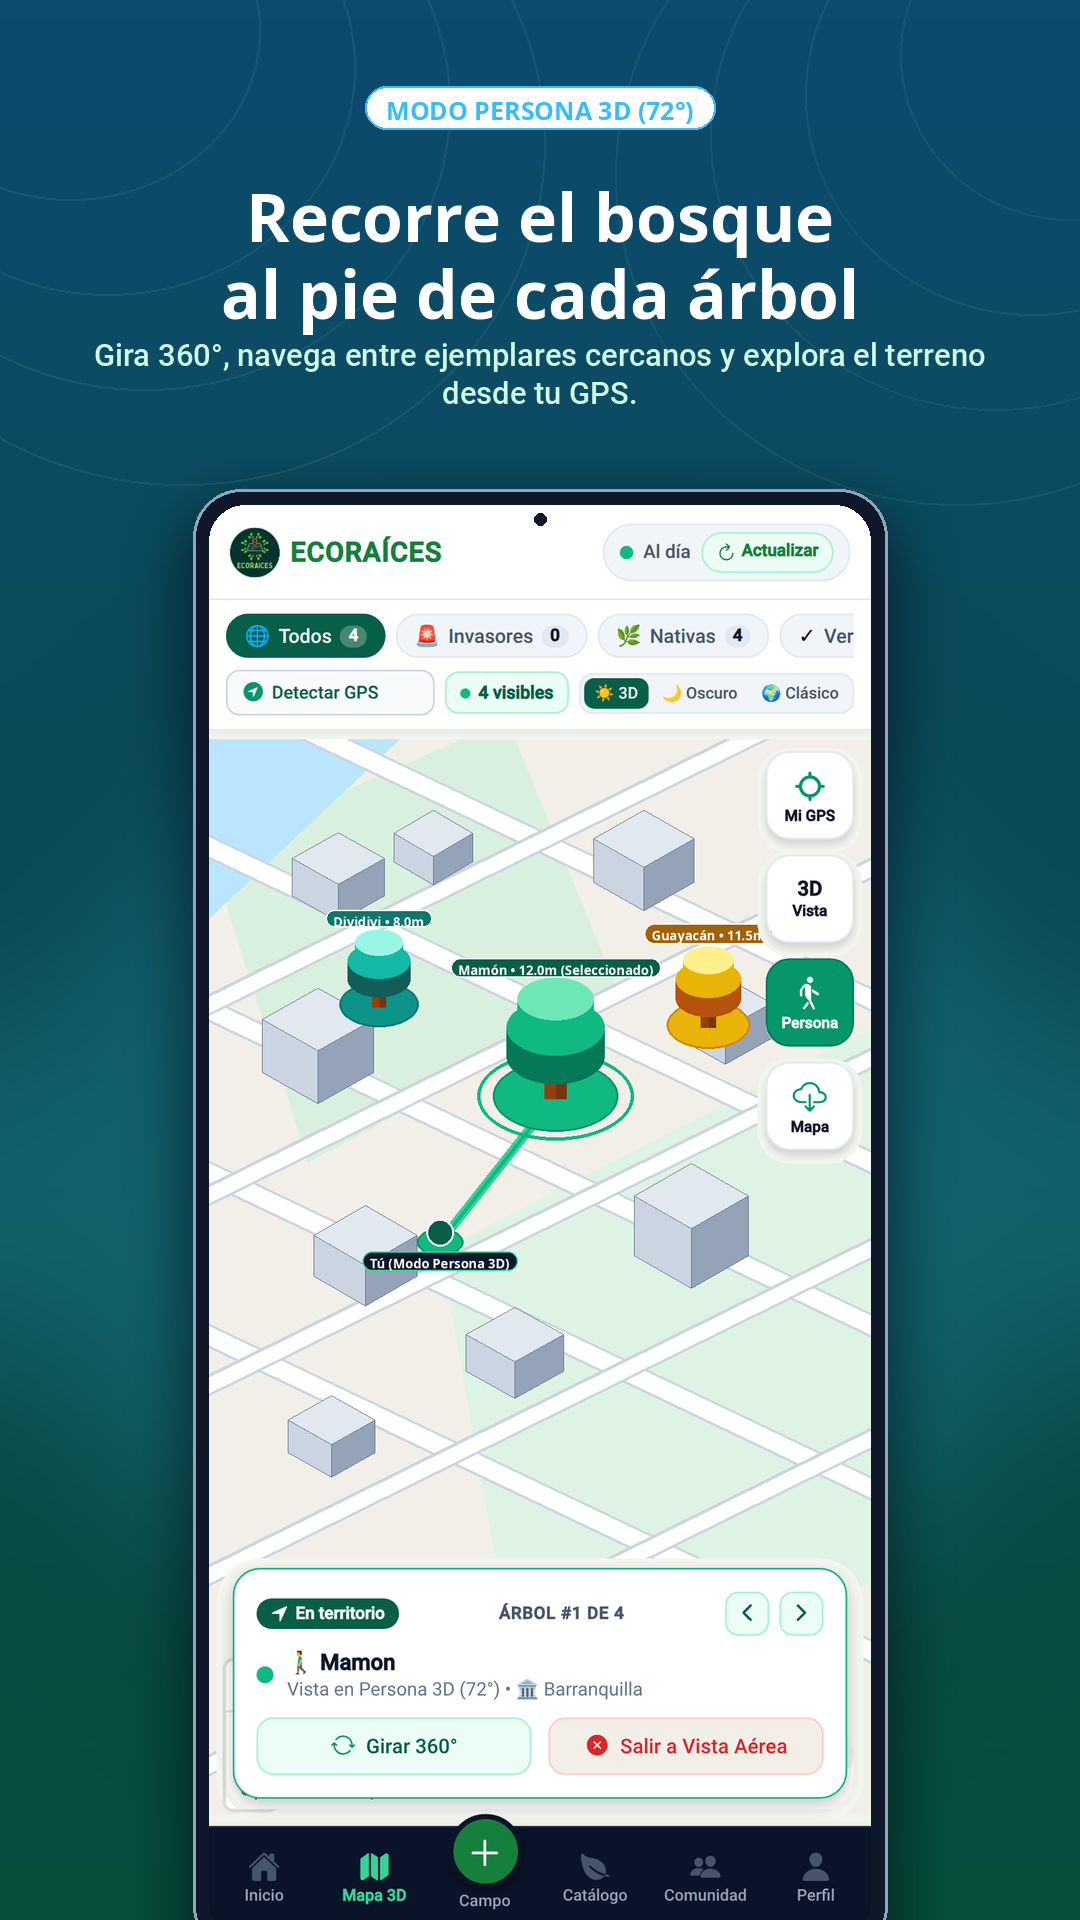 MODO PERSONA 3D (72°)
Recorre el bosque
al pie de cada árbol
Gira 360°, navega entre ejemplares cercanos y explora el terreno
desde tu GPS.
ECORAICES
ECORAÍCES
Al día
Actualizar
Todos 4
Invasores 0
Nativas 4
✓ Ver
Detectar GPS
4 visibles
3D
Oscuro
Clásico
Mi GPS
3D
Vista
Dividivi • 8.0m
Guayacán • 11.5m
Mamón • 12.0m (Seleccionado)
Persona
Mapa
Tú (Modo Persona 3D)
En territorio
ÁRBOL #1 DE 4
Mamon
Vista en Persona 3D (72°) • 🏛️ Barranquilla
Girar 360°
Salir a Vista Aérea
Inicio
Mapa 3D
Campo
Catálogo
Comunidad
Perfil